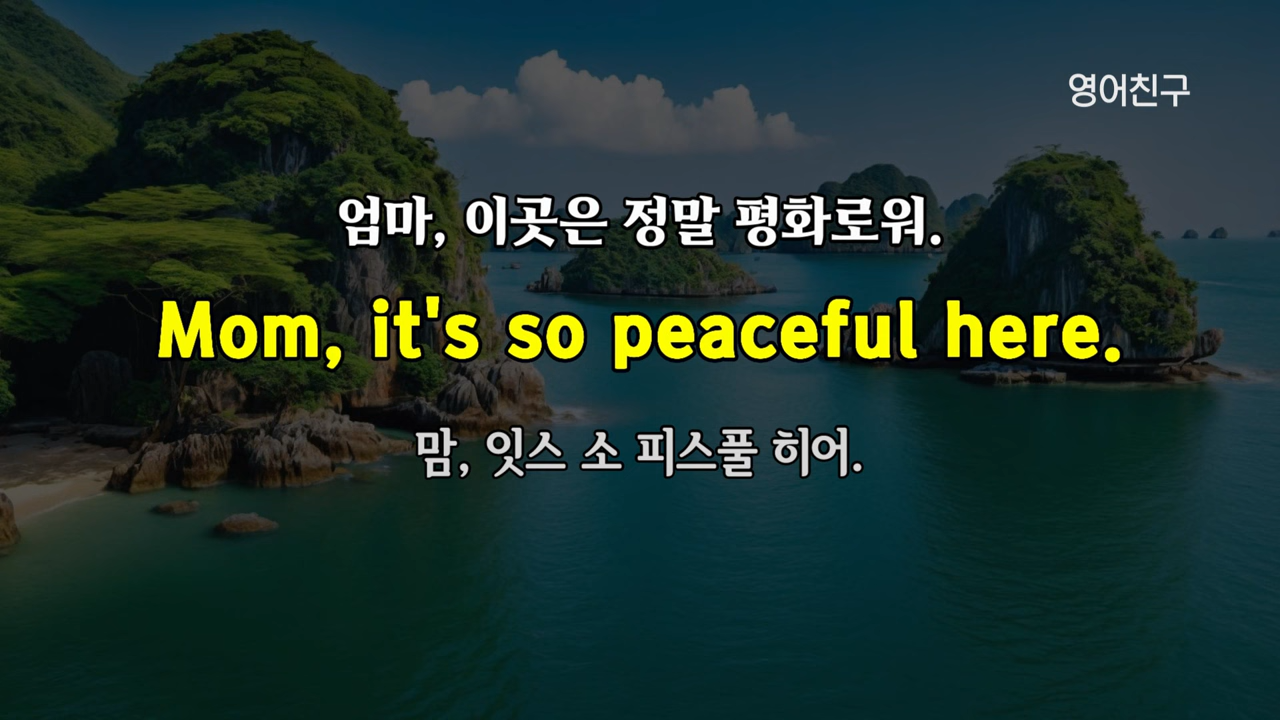 영어친구
엄마, 이곳은 정말 평화로워.
Mom, it's so peaceful here.
맘, 잇스 소 피스풀 히어.